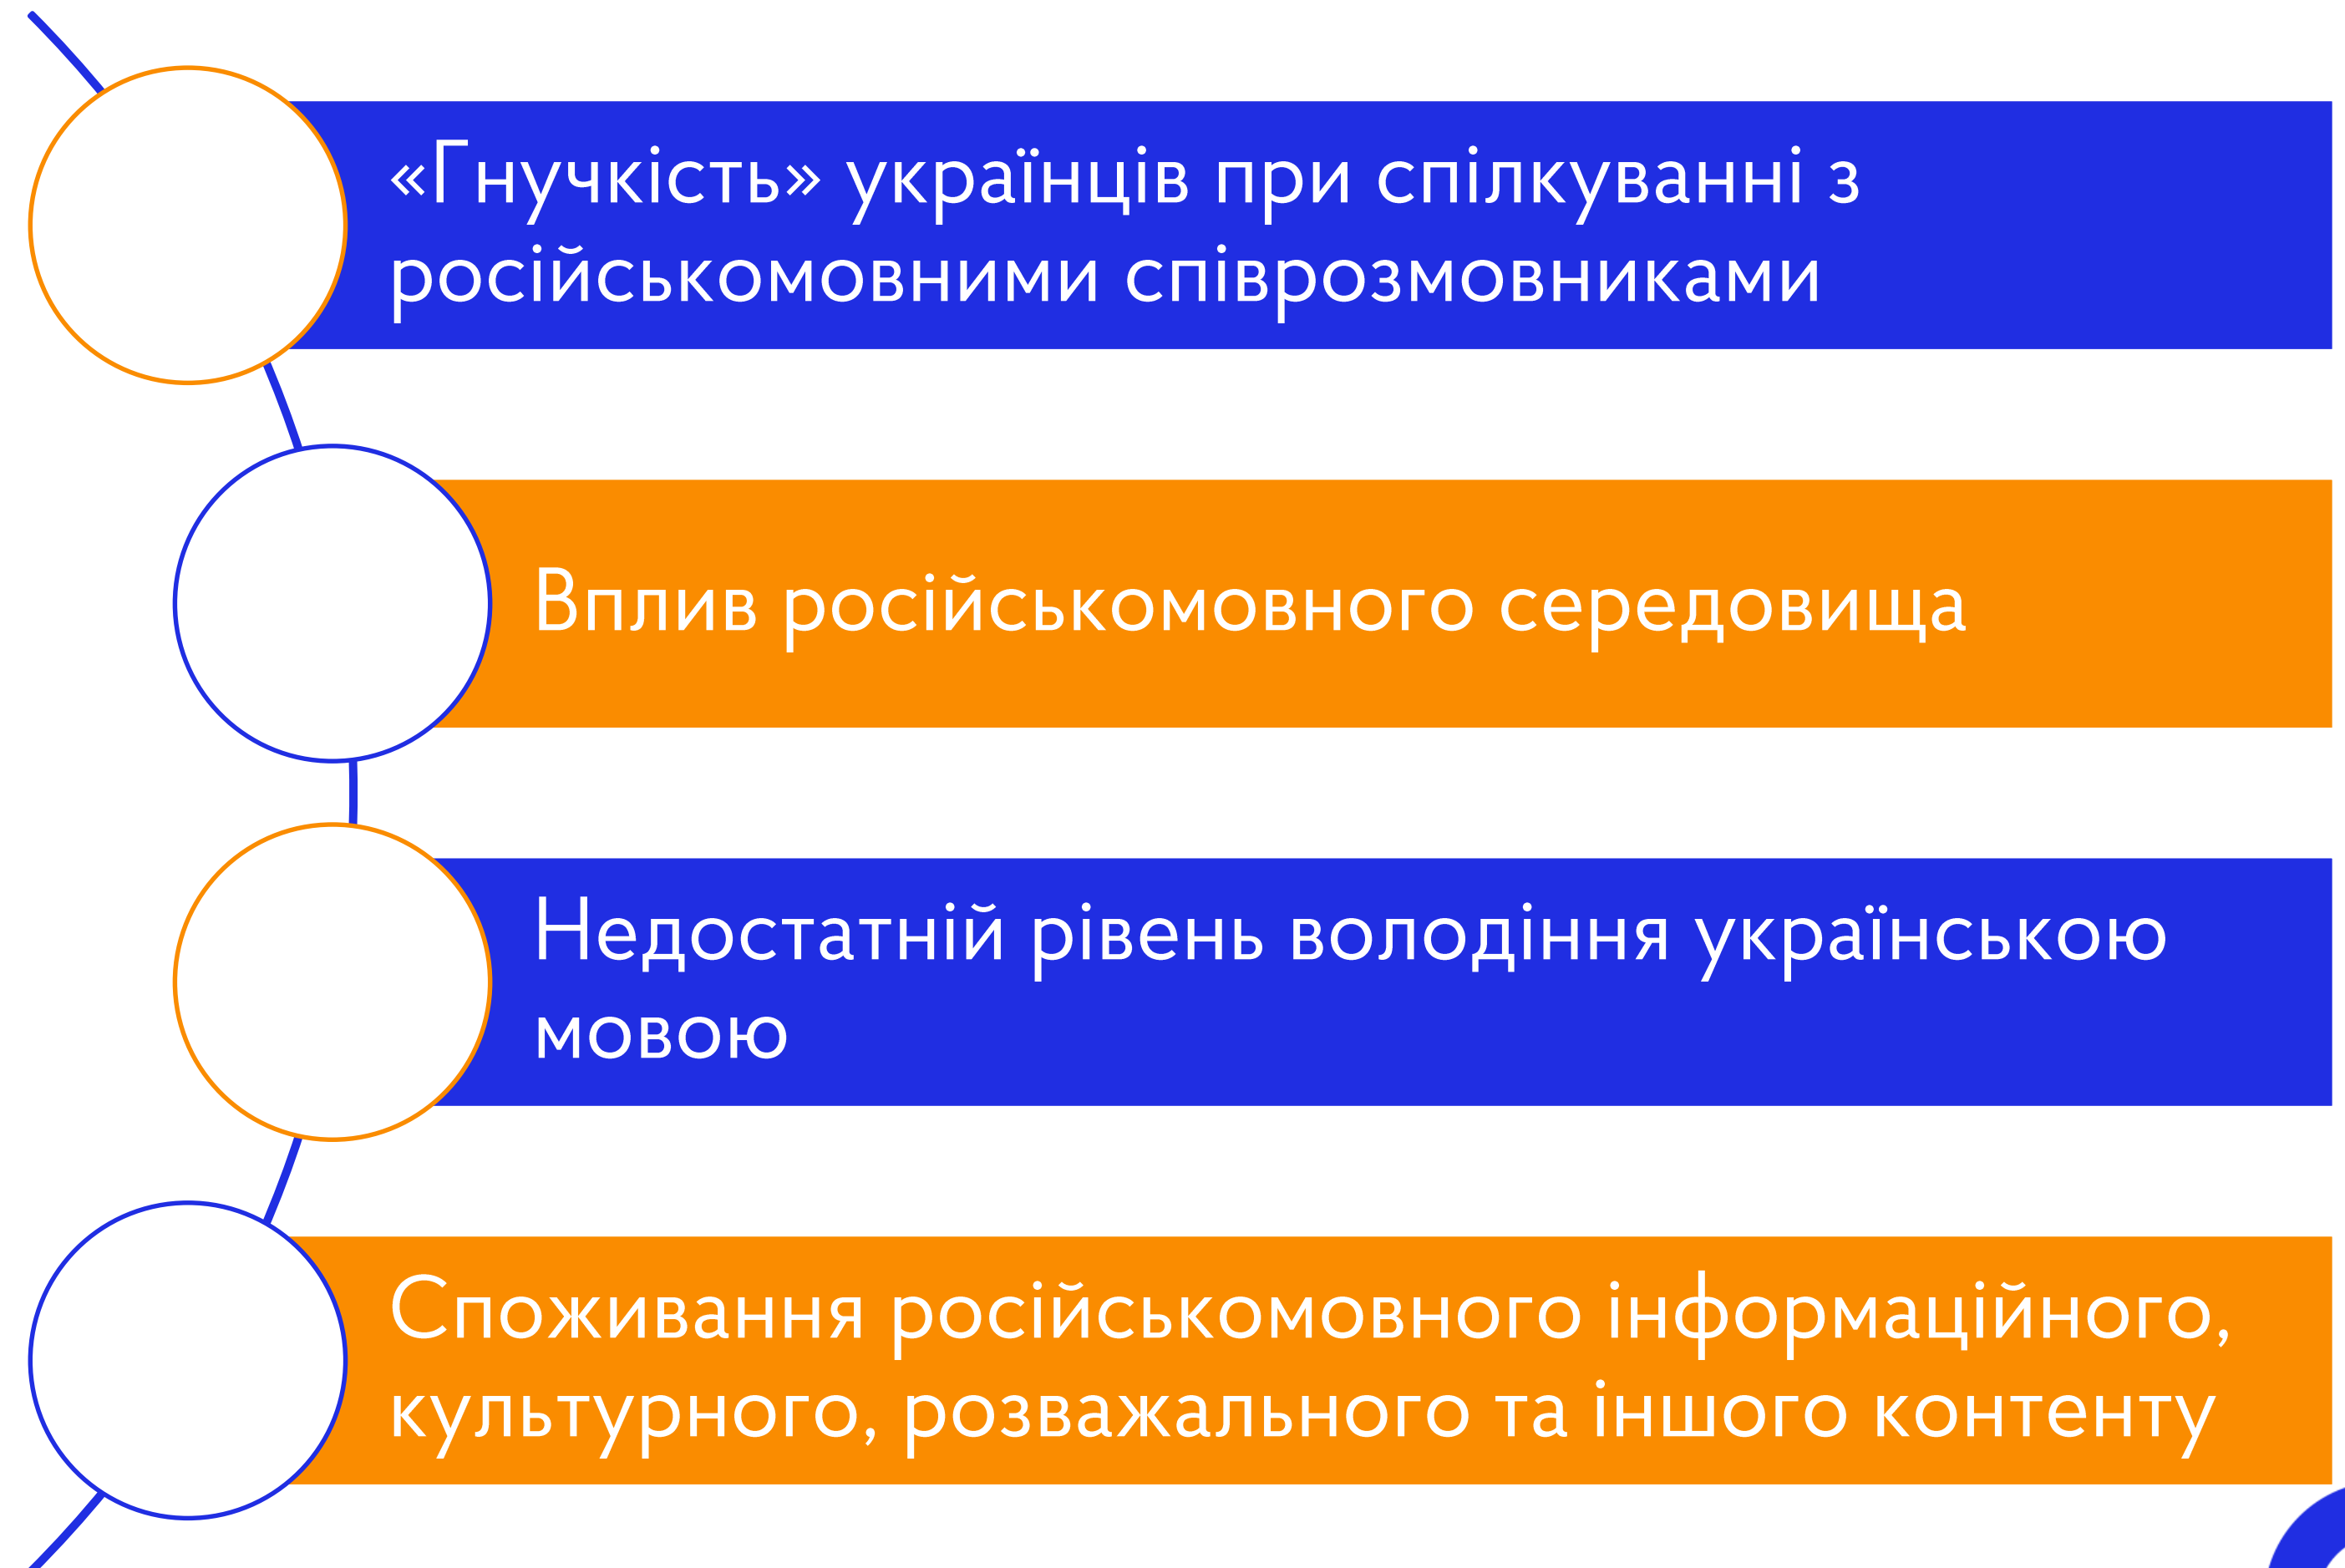 «Гнучкість» українців при спілкуванні з
російськомовними співрозмовниками
Вплив російськомовного середовища
Недостатній рівень володіння українською
мовою
Споживання російськомовного інформаційного,
культурного, розважального та іншого контенту